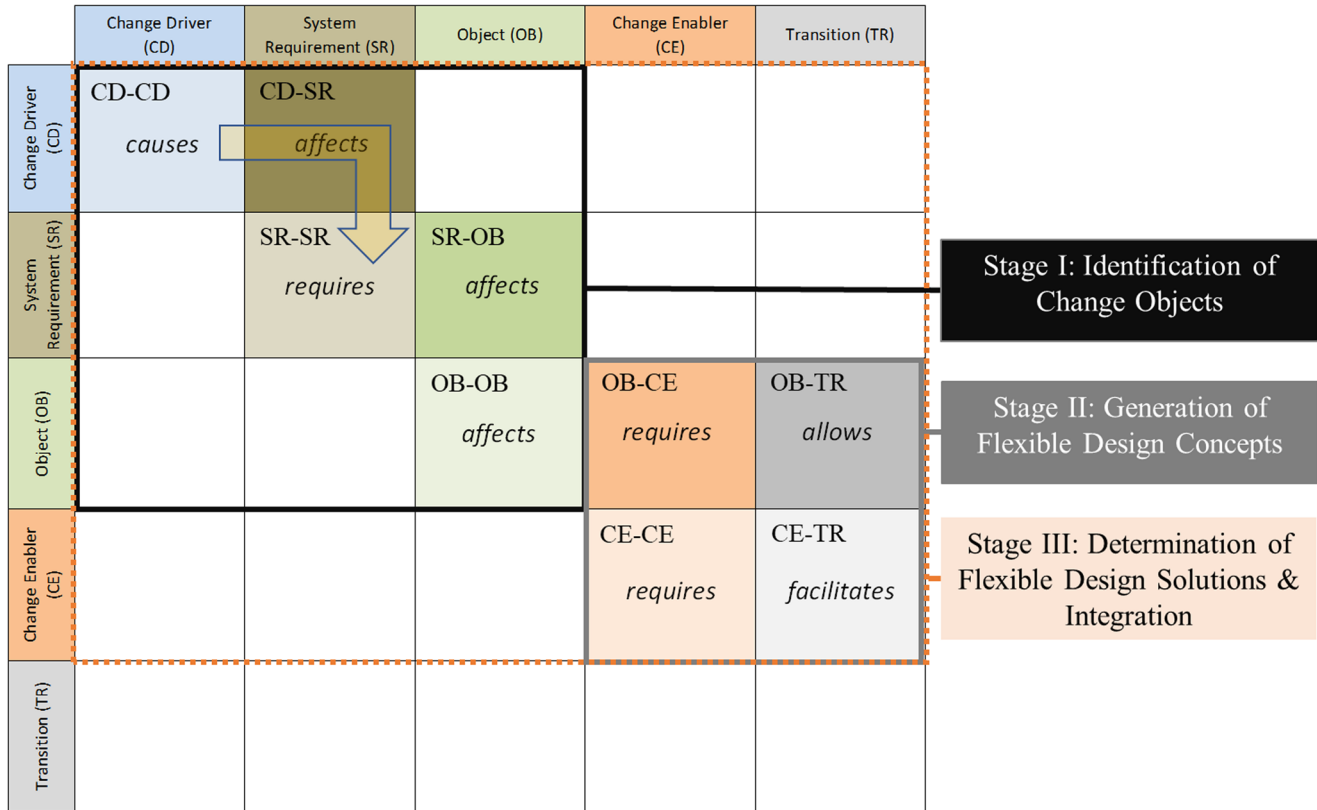 Change Driver
(CD)
System
Requirement (SR)
Object (OB)
Change Enabler
(CE)
Transition (TR)
Change Driver
(CD)
CD-CD
causes
CD-SR
affects
System
Requirement (SR)
SR-SR
requires
SR-OB
affects
Stage I: Identification of
Change Objects
Object (OB)
OB-OB
affects
OB-CE
requires
OB-TR
allows
Stage II: Generation of
Flexible Design Concepts
Change Enabler
(CE)
CE-CE
requires
CE-TR
facilitates
Stage III: Determination of
Flexible Design Solutions &
Integration
Transition (TR)